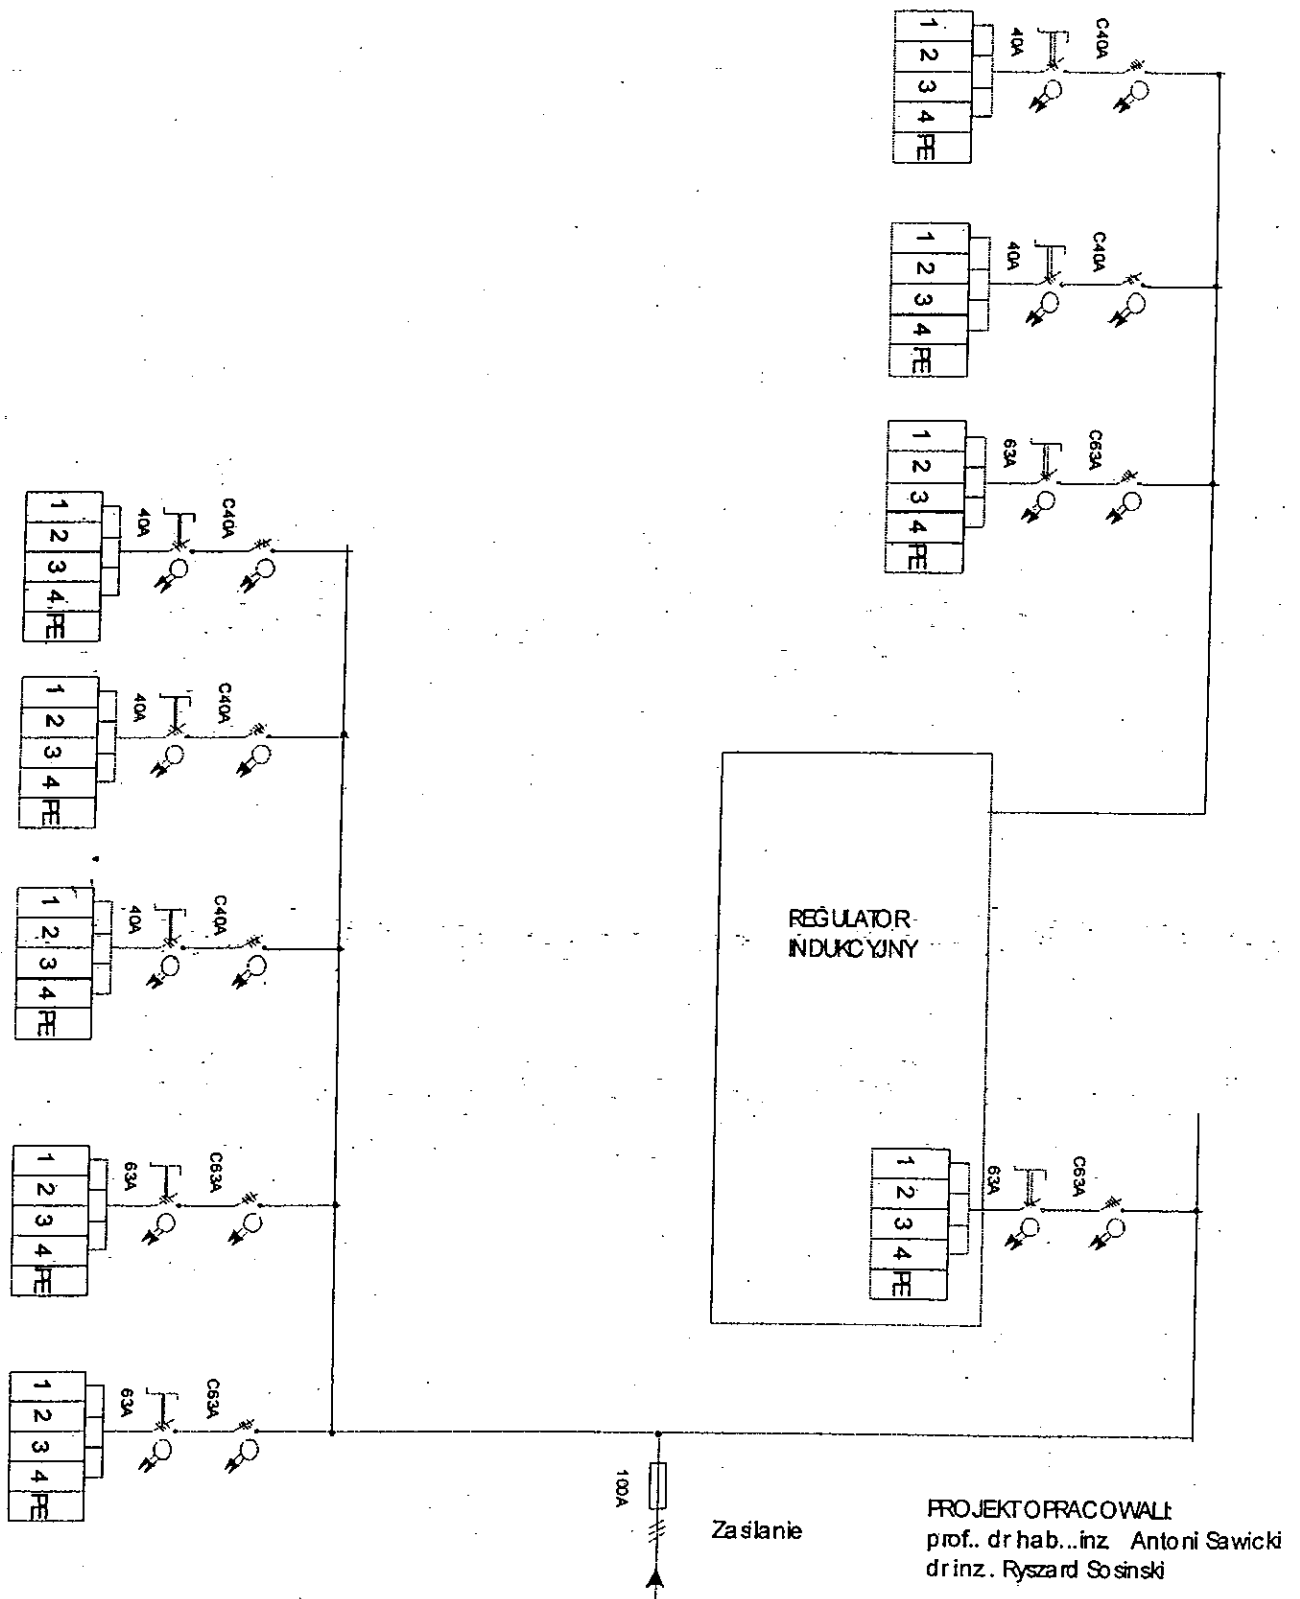 1
2
3
4
PE
40A
C40A
1
2
3
4
PE
40A
C40A
1
2
3
4
PE
63A
C63A
1
2
3
4
PE
40A
C40A
1
2
3
4
PE
40A
C40A
1
2
3
4
PE
40A
C40A
REGULATOR
INDUKCYJNY
1
2
3
4
PE
63A
C63A
1
2
3
4
PE
63A
C63A
1
2
3
4
PE
63A
C63A
100A
Zasilanie
PROJEKT OPRACOWALI:
prof.. dr hab...inz Antoni Sawicki
dr inz. Ryszard Sosinski